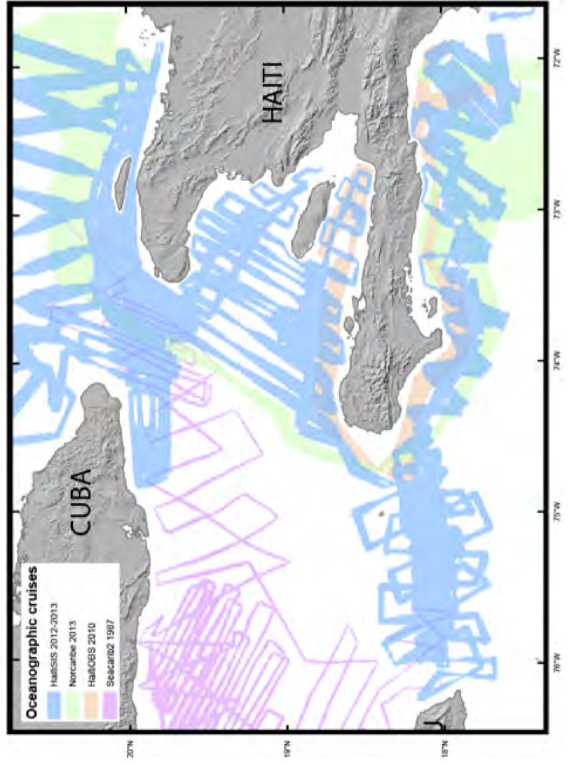 Oceanographic cruises
HaitiSIS 2012-2013
Norcaribe 2013
HaitiOBS 2010
Seacarib2 1987
CUBA
HAITI
J
20°N
19°N
18°N
76°W
75°W
74°W
73°W
72°W